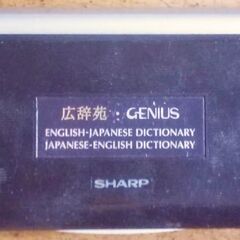 広辞苑・GENIUS
ENGLISH-JAPANESE DICTIONARY
JAPANESE-ENGLISH DICTIONARY
SHARP